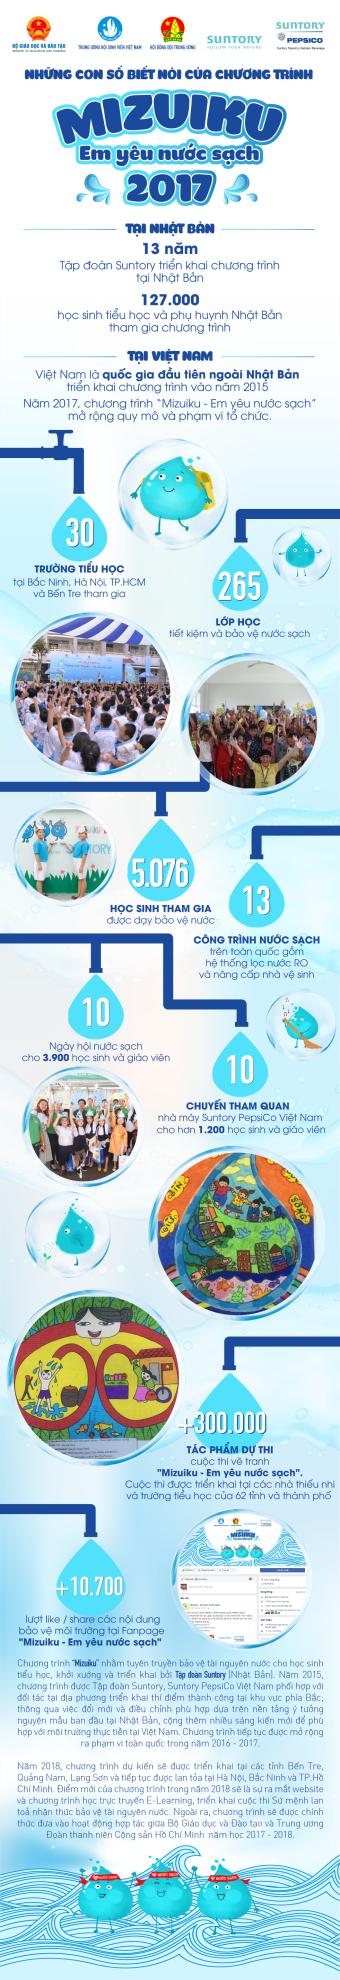 BỘ GIÁO DỤC VÀ ĐÀO TẠO
TRUNG ƯƠNG HỘI SINH VIÊN VIỆT NAM
HỘI ĐỒNG ĐỘI TRUNG ƯƠNG
SUNTORY
FOLLOW YOUR NATURE
SUNTORY
PEPSICO
Suntory PepsiCo Vietnam Beverage
NHỮNG CON SỐ BIẾT NÓI CỦA CHƯƠNG TRÌNH
MIZUIKU
Em yêu nước sạch
2017
TẠI NHẬT BẢN
13 năm
Tập đoàn Suntory triển khai chương trình
tại Nhật Bản
127.000
học sinh tiểu học và phụ huynh Nhật Bản
tham gia chương trình
TẠI VIỆT NAM
Việt Nam là quốc gia đầu tiên ngoài Nhật Bản
triển khai chương trình vào năm 2015
Năm 2017, chương trình “Mizuiku - Em yêu nước sạch”
mở rộng quy mô và phạm vi tổ chức.
30
TRƯỜNG TIỂU HỌC
tại Bắc Ninh, Hà Nội, TP.HCM
và Bến Tre tham gia
265
LỚP HỌC
tiết kiệm và bảo vệ nước sạch
5.076
HỌC SINH THAM GIA
được dạy bảo vệ nước
13
CÔNG TRÌNH NƯỚC SẠCH
trên toàn quốc gồm
hệ thống lọc nước RO
và nâng cấp nhà vệ sinh
10
Ngày hội nước sạch
cho 3.900 học sinh và giáo viên
10
CHUYẾN THAM QUAN
nhà máy Suntory PepsiCo Việt Nam
cho hơn 1.200 học sinh và giáo viên
+300.000
TÁC PHẨM DỰ THI
cuộc thi vẽ tranh
"Mizuiku - Em yêu nước sạch".
Cuộc thi được triển khai tại các nhà thiếu nhi
và trường tiểu học của 62 tỉnh và thành phố
MIZUIKU
+10.700
lượt like / share các nội dung
bảo vệ môi trường tại Fanpage
"Mizuiku - Em yêu nước sạch"
Chương trình "Mizuiku" nhằm tuyên truyền bảo vệ tài nguyên nước cho học sinh
tiểu học, khởi xướng và triển khai bởi Tập đoàn Suntory (Nhật Bản). Năm 2015,
chương trình được Tập đoàn Suntory, Suntory PepsiCo Việt Nam phối hợp với
đối tác tại địa phương triển khai thí điểm thành công tại khu vực phía Bắc;
thông qua việc đổi mới và điều chỉnh phù hợp dựa trên nền tảng ý tưởng
nguyên mẫu ban đầu tại Nhật Bản, cộng thêm nhiều sáng kiến mới để phù
hợp với môi trường thực tiễn tại Việt Nam. Chương trình tiếp tục được mở rộng
ra phạm vi toàn quốc trong năm 2016 - 2017.
Năm 2018, chương trình dự kiến sẽ được triển khai tại các tỉnh Bến Tre,
Quảng Nam, Lạng Sơn và tiếp tục được lan tỏa tại Hà Nội, Bắc Ninh và TP.Hồ
Chí Minh. Điểm mới của chương trình trong năm 2018 sẽ là sự ra mắt website
và chương trình học trực tuyến E-Learning, triển khai cuộc thi Sứ mệnh lan
toả nhận thức bảo vệ tài nguyên nước. Ngoài ra, chương trình sẽ được chính
thức đưa vào hoạt động hợp tác giữa Bộ Giáo dục và Đào tạo và Trung ương
Đoàn thanh niên Cộng sản Hồ Chí Minh năm học 2017 - 2018.